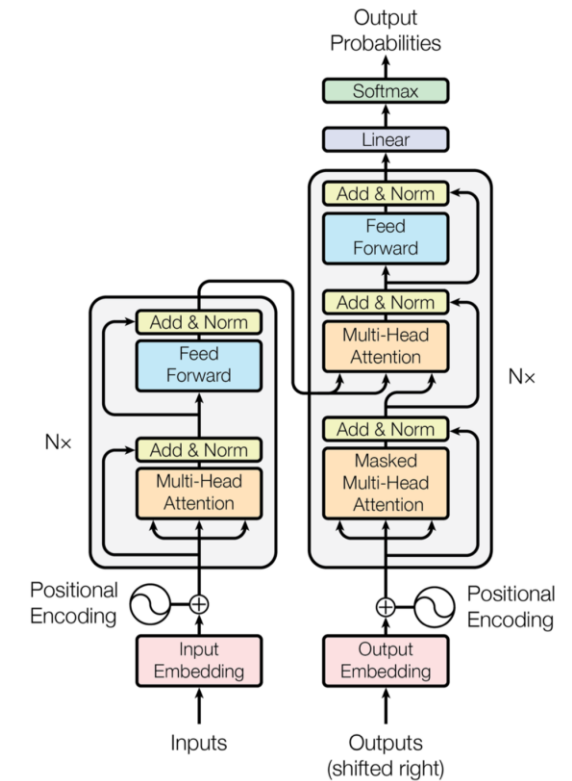 Output
Probabilities
Softmax
Linear
Add & Norm
Feed
Forward
Add & Norm
Multi-Head
Attention
Add & Norm
Masked
Multi-Head
Attention
N×
Add & Norm
Feed
Forward
Add & Norm
Multi-Head
Attention
N×
Positional
Encoding
Positional
Encoding
Input
Embedding
Output
Embedding
Inputs
Outputs
(shifted right)